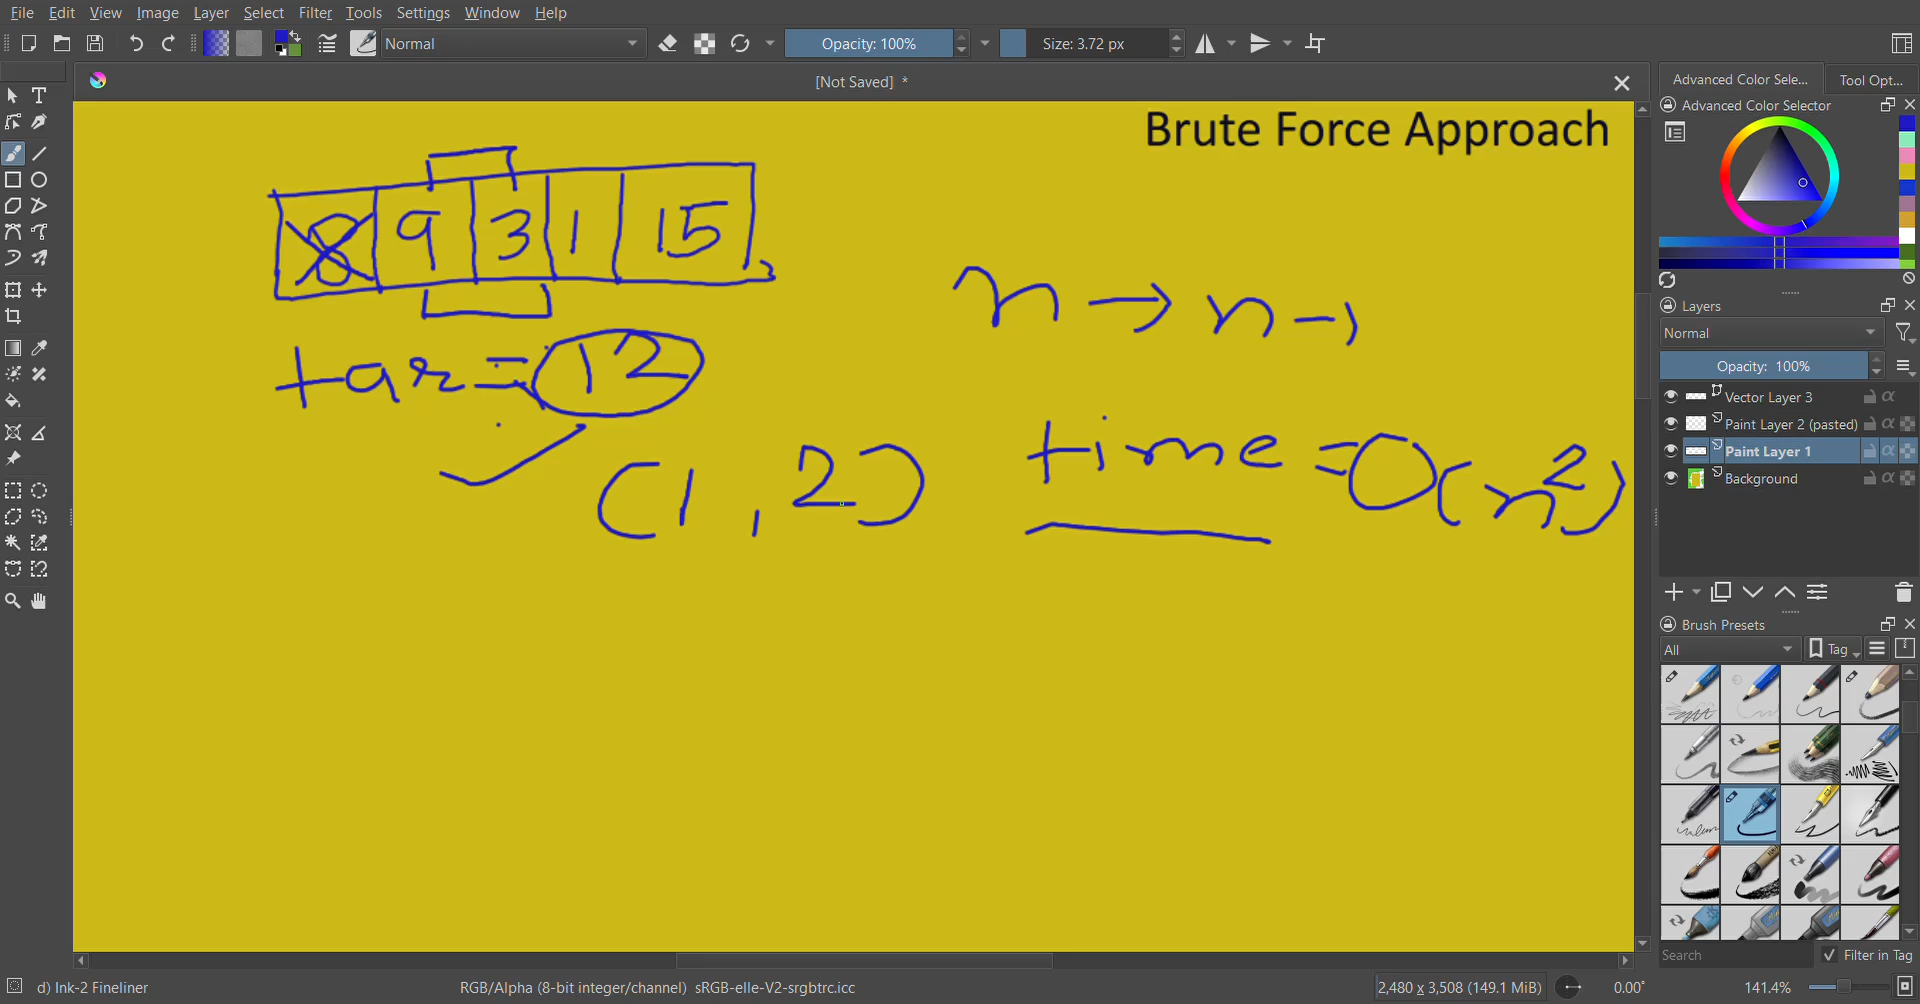 File Edit View Image Layer Select Filter Tools Settings Window Help
Normal Opacity: 100% Size: 3.72 px
[Not Saved] *
Advanced Color Sele... Tool Opt...
Advanced Color Selector
Brute Force Approach
8 9 3 1 15
n → n →
tar = 12
(1, 2)
time = O(n²)
Layers
Normal
Opacity: 100%
Vector Layer 3
Paint Layer 2 (pasted)
Paint Layer 1
Background
Brush Presets
All Tag
Search Filter in Tag
d) Ink-2 Fineliner RGB/Alpha (8-bit integer/channel) sRGB-elle-V2-srgbtrc.icc 2,480 x 3,508 (149.1 MiB) 0.00° 141.4%